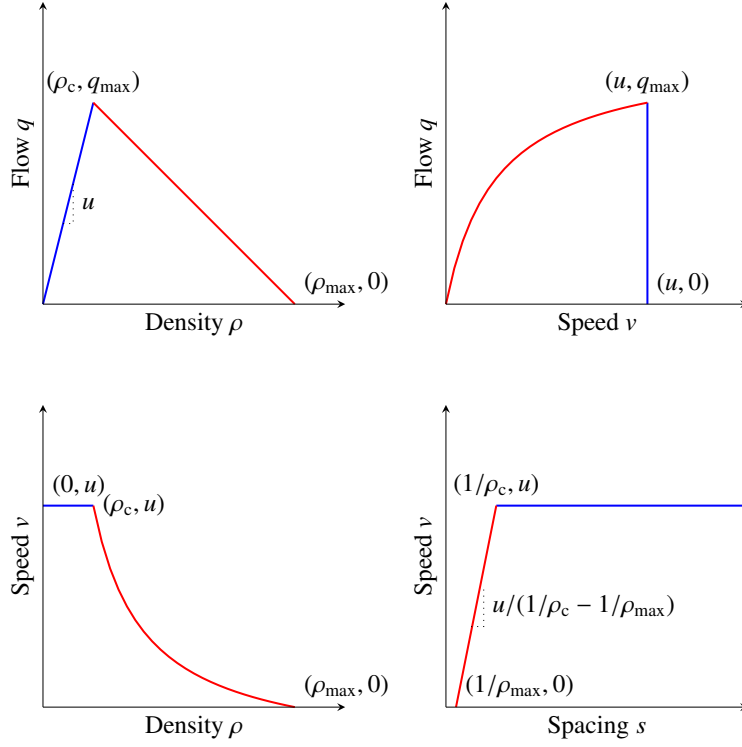 (ρc, qmax)
Flow q
u
(ρmax, 0)
Density ρ
(u, qmax)
Flow q
(u, 0)
Speed v
(0, u)
(ρc, u)
Speed v
(ρmax, 0)
Density ρ
(1/ρc, u)
Speed v
u/(1/ρc − 1/ρmax)
(1/ρmax, 0)
Spacing s